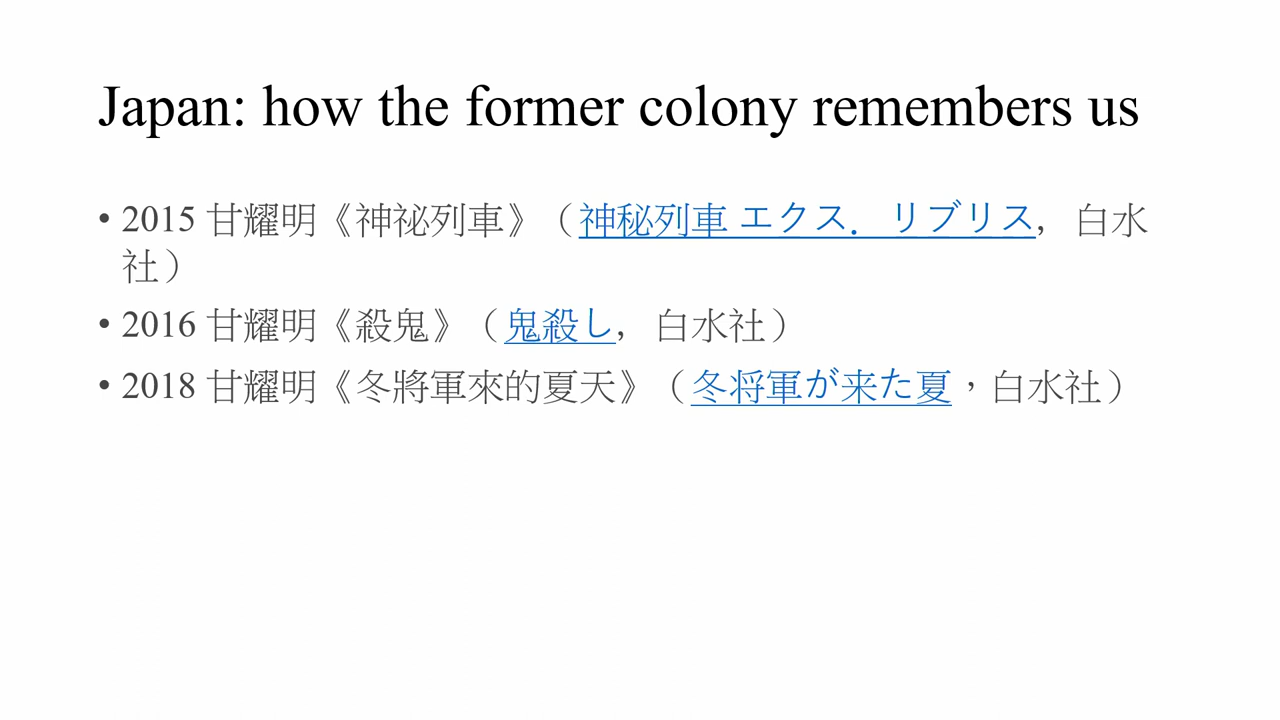 Japan: how the former colony remembers us
• 2015 甘耀明《神祕列車》（神秘列車 エクス．リブリス，白水
社）
• 2016 甘耀明《殺鬼》（鬼殺し，白水社）
• 2018 甘耀明《冬將軍來的夏天》（冬将軍が来た夏，白水社）